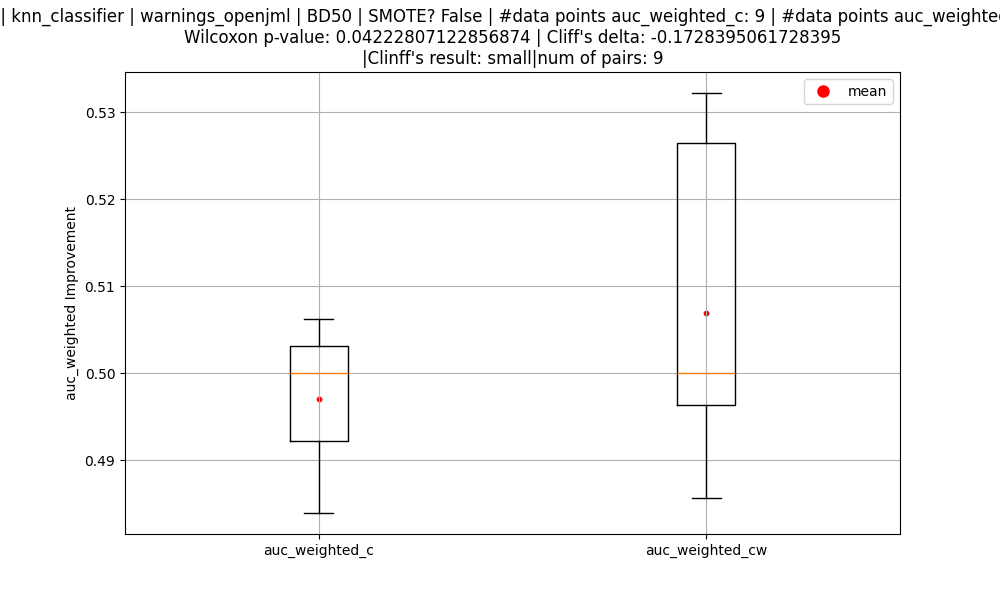 | knn_classifier | warnings_openjml | BD50 | SMOTE? False | #data points auc_weighted_c: 9 | #data points
Wilcoxon p-value: 0.04222807122856874 | Cliff's delta: -0.1728395061728395
|Clinff's result: small|num of pairs: 9
mean
0.53
0.52
0.51
0.50
0.49
auc_weighted Improvement
auc_weighted_c
auc_weighted_cw